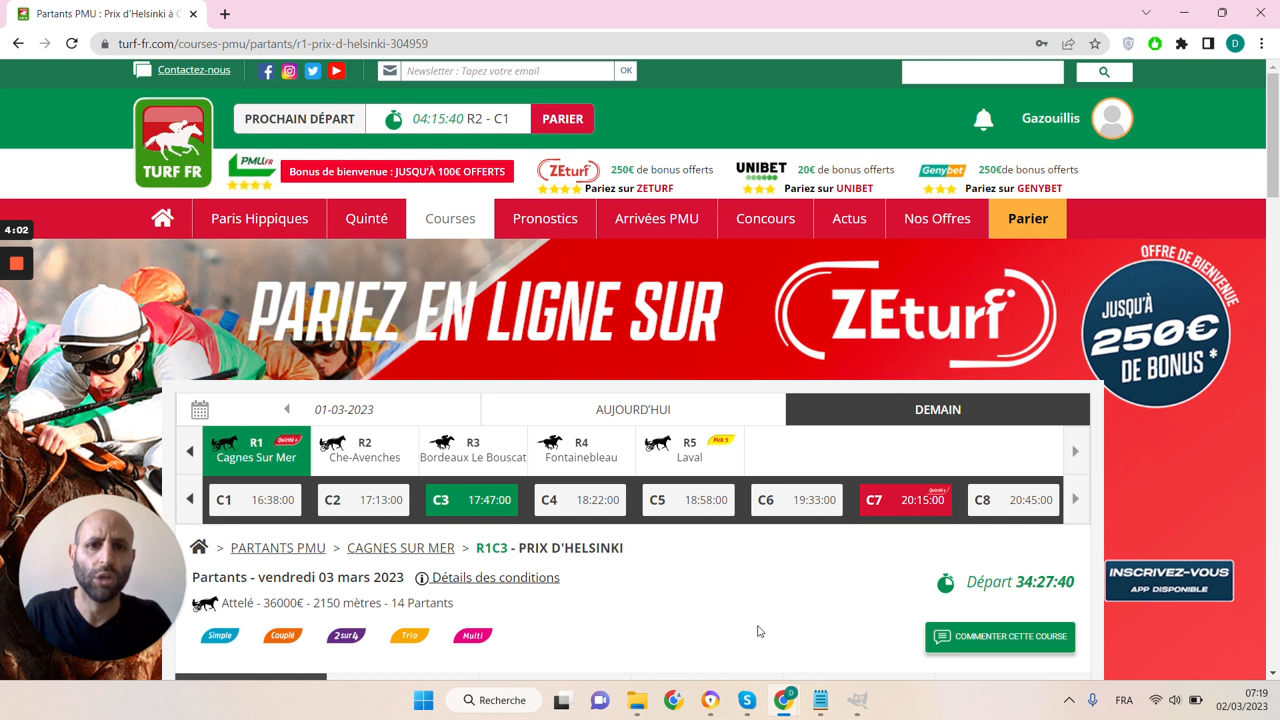 Partants PMU : Prix d'Helsinki à C
turf-fr.com/courses-pmu/partants/r1-prix-d-helsinki-304959
D
Contactez-nous
Newsletter : Tapez votre email
OK
TURF FR
PROCHAIN DÉPART
04:15:40 R2 - C1
PARIER
Gazouillis
PMU.FR
Bonus de bienvenue : JUSQU'À 100€ OFFERTS
ZEturf
250€ de bonus offerts
Pariez sur ZETURF
UNIBET
20€ de bonus offerts
Pariez sur UNIBET
Genybet
250€de bonus offerts
Pariez sur GENYBET
Paris Hippiques
Quinté
Courses
Pronostics
Arrivées PMU
Concours
Actus
Nos Offres
Parier
4:02
PARIEZ EN LIGNE SUR
ZEturf
OFFRE DE BIENVENUE
JUSQU'À
250€
DE BONUS *
01-03-2023
AUJOURD'HUI
DEMAIN
R1 Quinté+
Cagnes Sur Mer
R2
Che-Avenches
R3
Bordeaux Le Bouscat
R4
Fontainebleau
R5 Pick 5
Laval
C1 16:38:00
C2 17:13:00
C3 17:47:00
C4 18:22:00
C5 18:58:00
C6 19:33:00
C7 20:15:00 Quinté+
C8 20:45:00
> PARTANTS PMU > CAGNES SUR MER > R1C3 - PRIX D'HELSINKI
Partants - vendredi 03 mars 2023
Détails des conditions
Départ 34:27:40
Attelé - 36000€ - 2150 mètres - 14 Partants
Simple
Couplé
2sur4
Trio
Multi
COMMENTER CETTE COURSE
INSCRIVEZ-VOUS
APP DISPONIBLE
Recherche
D
FRA
07:19
02/03/2023